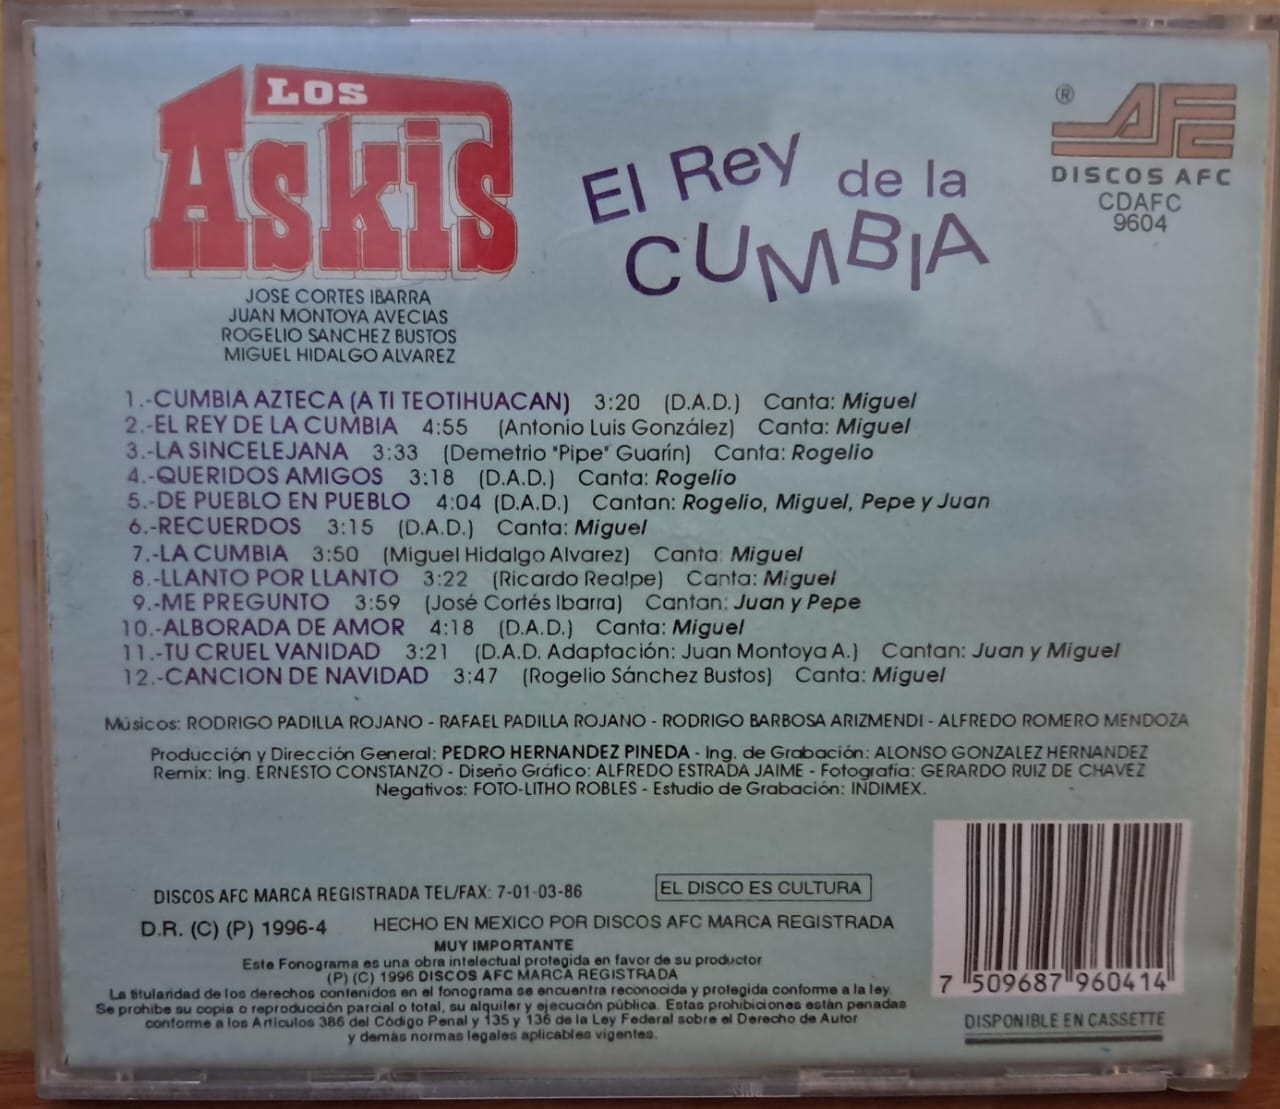 LOS
Askis
El Rey de la
CUMBIA
® AFC
DISCOS AFC
CDAFC
9604
JOSE CORTES IBARRA
JUAN MONTOYA AVECIAS
ROGELIO SANCHEZ BUSTOS
MIGUEL HIDALGO ALVAREZ
1.-CUMBIA AZTECA (A TI TEOTIHUACAN) 3:20 (D.A.D.) Canta: Miguel
2.-EL REY DE LA CUMBIA 4:55 (Antonio Luis González) Canta: Miguel
3.-LA SINCELEJANA 3:33 (Demetrio "Pipe" Guarín) Canta: Rogelio
4.-QUERIDOS AMIGOS 3:18 (D.A.D.) Canta: Rogelio
5.-DE PUEBLO EN PUEBLO 4:04 (D.A.D.) Cantan: Rogelio, Miguel, Pepe y Juan
6.-RECUERDOS 3:15 (D.A.D.) Canta: Miguel
7.-LA CUMBIA 3:50 (Miguel Hidalgo Alvarez) Canta: Miguel
8.-LLANTO POR LLANTO 3:22 (Ricardo Realpe) Canta: Miguel
9.-ME PREGUNTO 3:59 (José Cortés Ibarra) Cantan: Juan y Pepe
10.-ALBORADA DE AMOR 4:18 (D.A.D.) Canta: Miguel
11.-TU CRUEL VANIDAD 3:21 (D.A.D. Adaptación: Juan Montoya A.) Cantan: Juan y Miguel
12.-CANCION DE NAVIDAD 3:47 (Rogelio Sánchez Bustos) Canta: Miguel
Músicos: RODRIGO PADILLA ROJANO - RAFAEL PADILLA ROJANO - RODRIGO BARBOSA ARIZMENDI - ALFREDO ROMERO MENDOZA
Producción y Dirección General: PEDRO HERNANDEZ PINEDA - Ing. de Grabación: ALONSO GONZALEZ HERNANDEZ
Remix: Ing. ERNESTO CONSTANZO - Diseño Gráfico: ALFREDO ESTRADA JAIME - Fotografía: GERARDO RUIZ DE CHAVEZ
Negativos: FOTO-LITHO ROBLES - Estudio de Grabación: INDIMEX.
DISCOS AFC MARCA REGISTRADA TEL/FAX: 7-01-03-86
EL DISCO ES CULTURA
D.R. (C) (P) 1996-4 HECHO EN MEXICO POR DISCOS AFC MARCA REGISTRADA
MUY IMPORTANTE
Este Fonograma es una obra intelectual protegida en favor de su productor
(P) (C) 1996 DISCOS AFC MARCA REGISTRADA
La titularidad de los derechos contenidos en el fonograma se encuentra reconocida y protegida conforme a la ley.
Se prohibe su copia o reproducción parcial o total, su alquiler y ejecución pública. Estas prohibiciones están penadas
conforme a los Artículos 386 del Código Penal y 135 y 136 de la Ley Federal sobre el Derecho de Autor
y demás normas legales aplicables vigentes.
7 509687 960414
DISPONIBLE EN CASSETTE